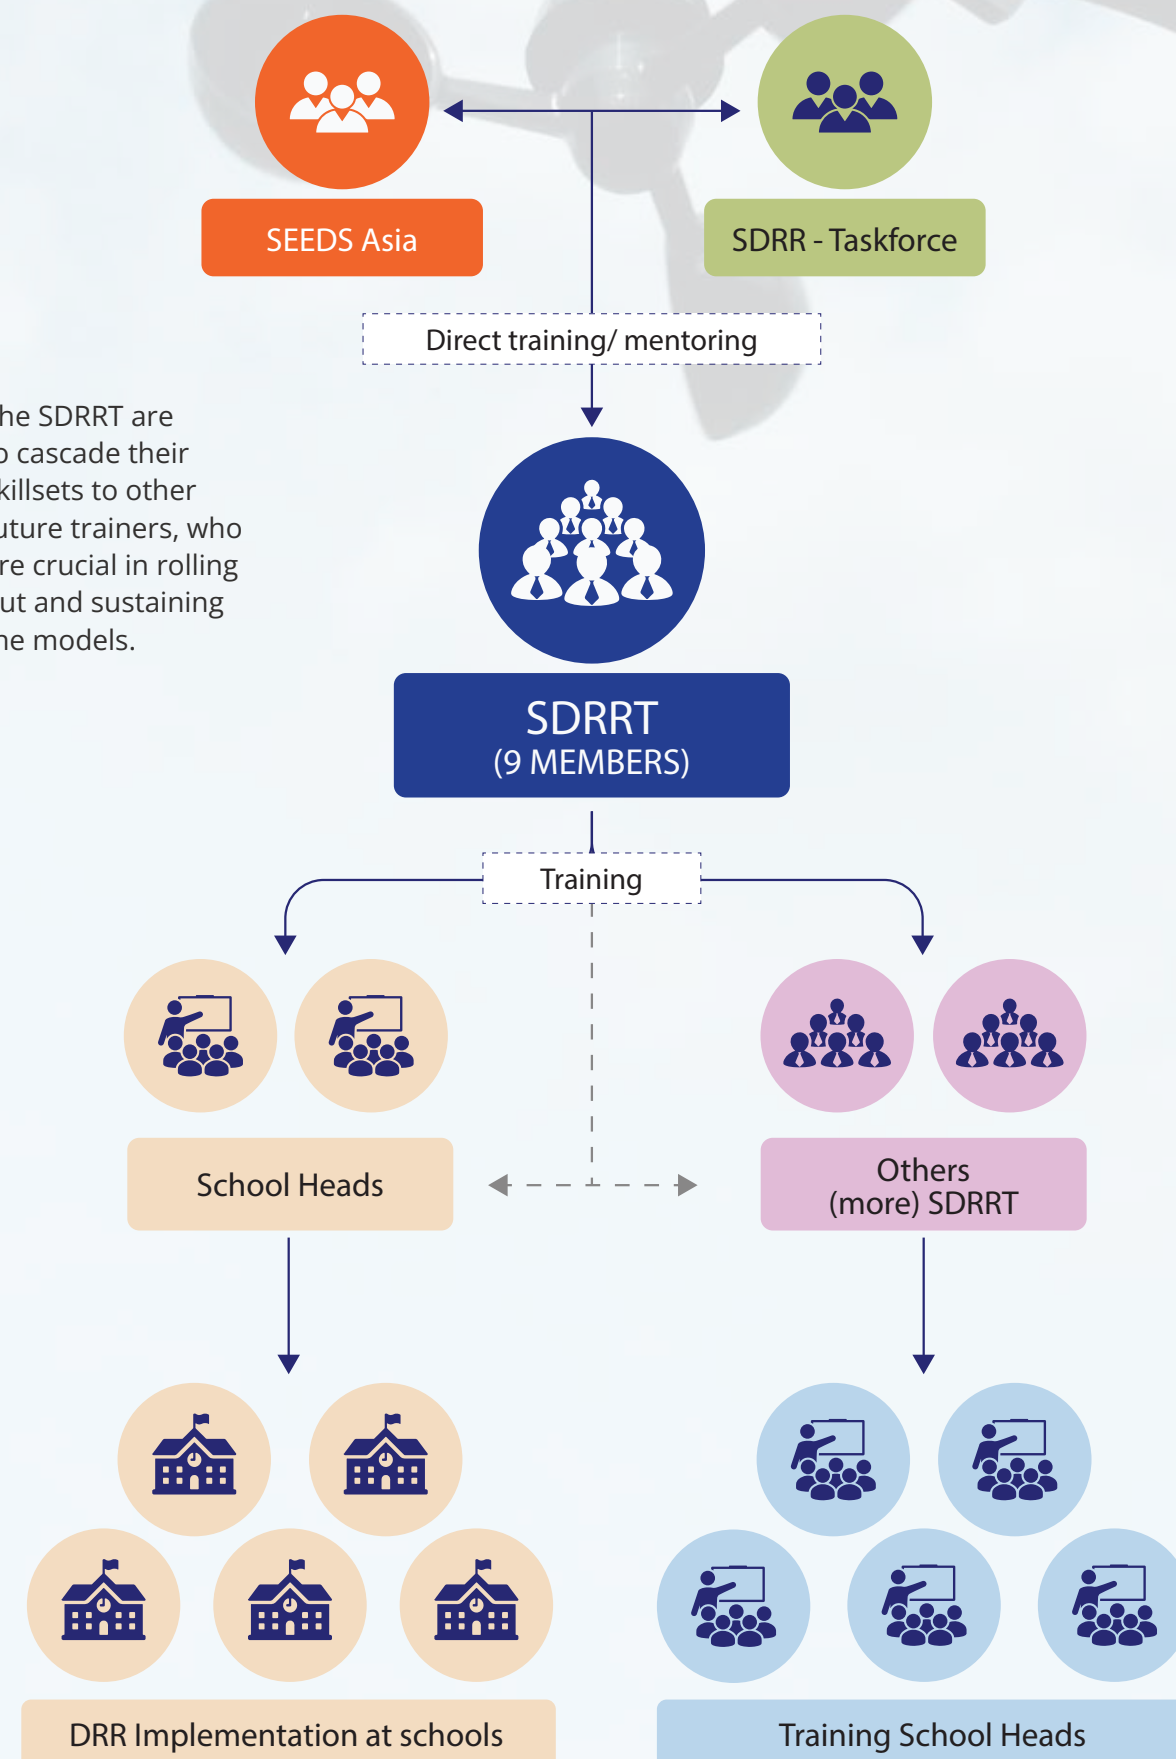 SEEDS Asia
SDRR - Taskforce
Direct training/ mentoring
he SDRRT are
o cascade their
killsets to other
uture trainers, who
re crucial in rolling
ut and sustaining
he models.
SDRRT
(9 MEMBERS)
Training
School Heads
Others
(more) SDRRT
DRR Implementation at schools
Training School Heads